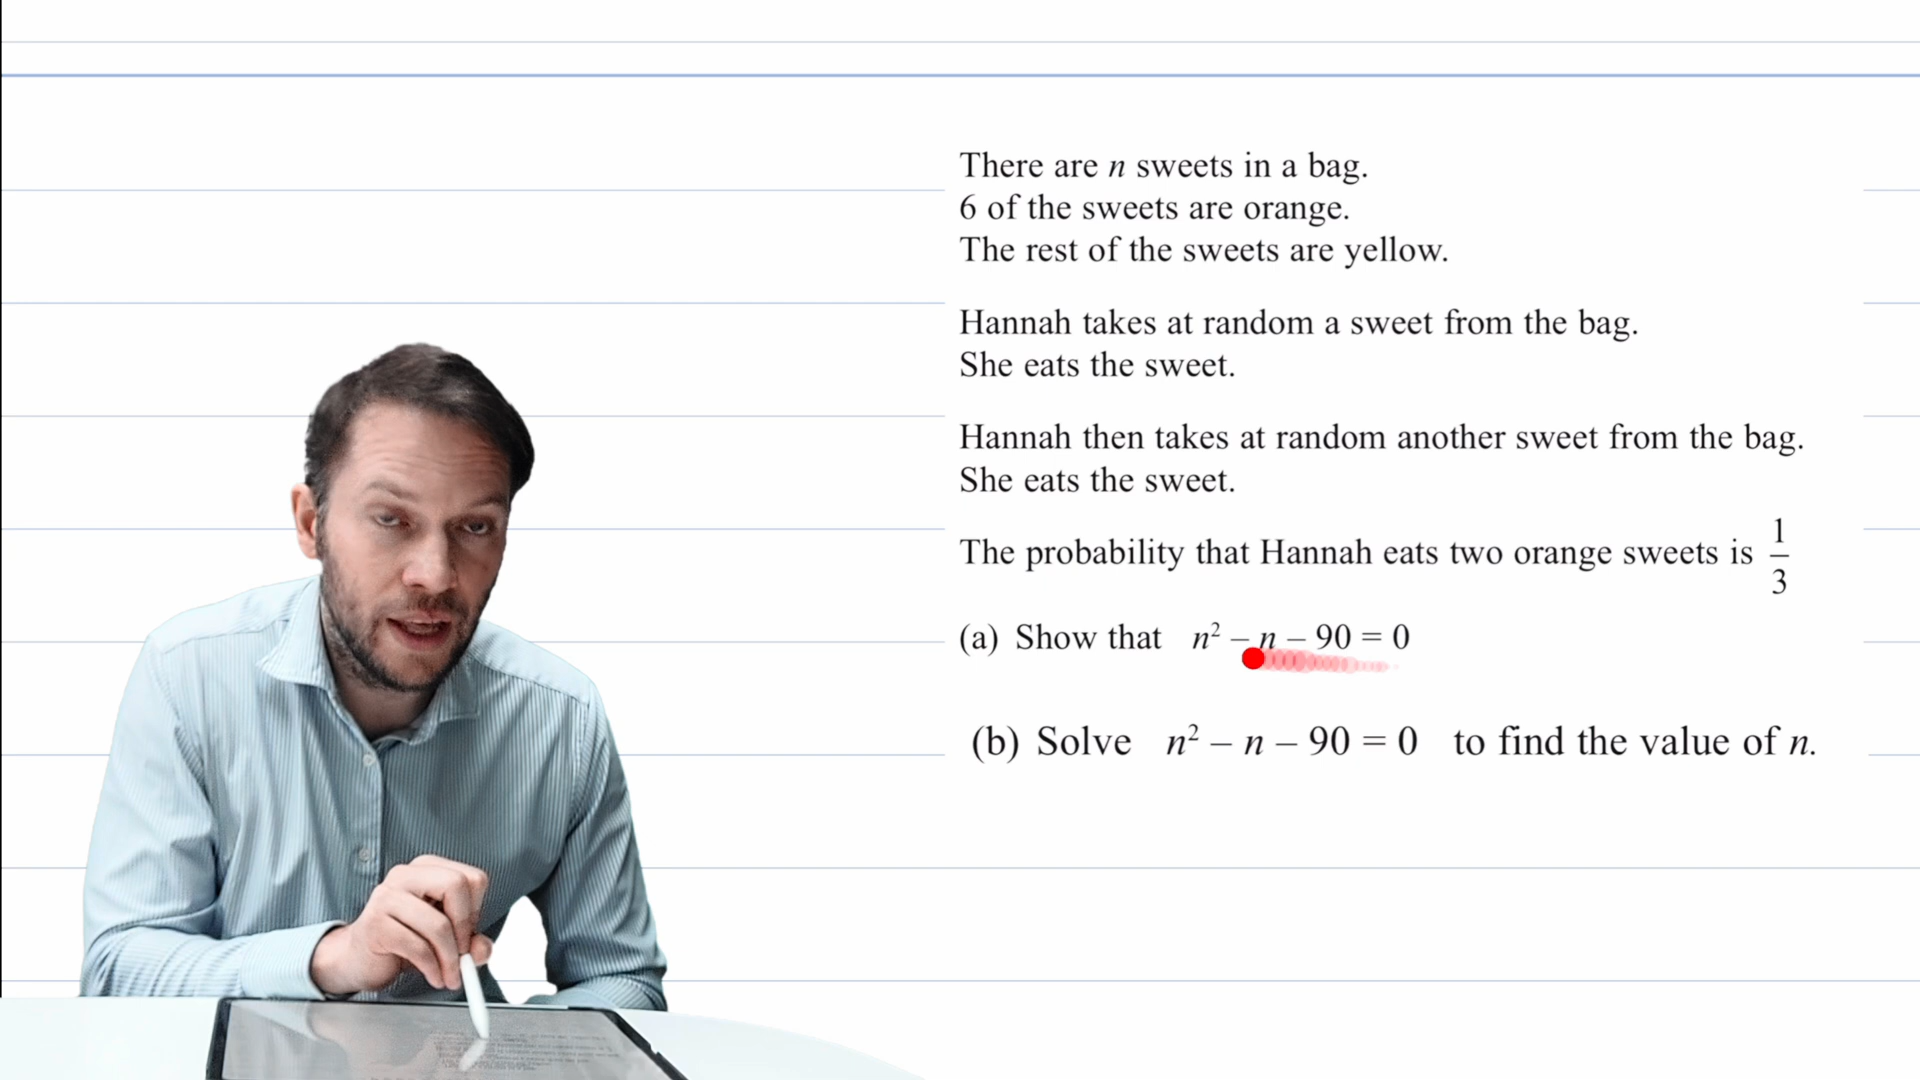 There are n sweets in a bag.
6 of the sweets are orange.
The rest of the sweets are yellow.
Hannah takes at random a sweet from the bag.
She eats the sweet.
Hannah then takes at random another sweet from the bag.
She eats the sweet.
The probability that Hannah eats two orange sweets is 1/3
(a) Show that n² – n – 90 = 0
(b) Solve n² – n – 90 = 0 to find the value of n.